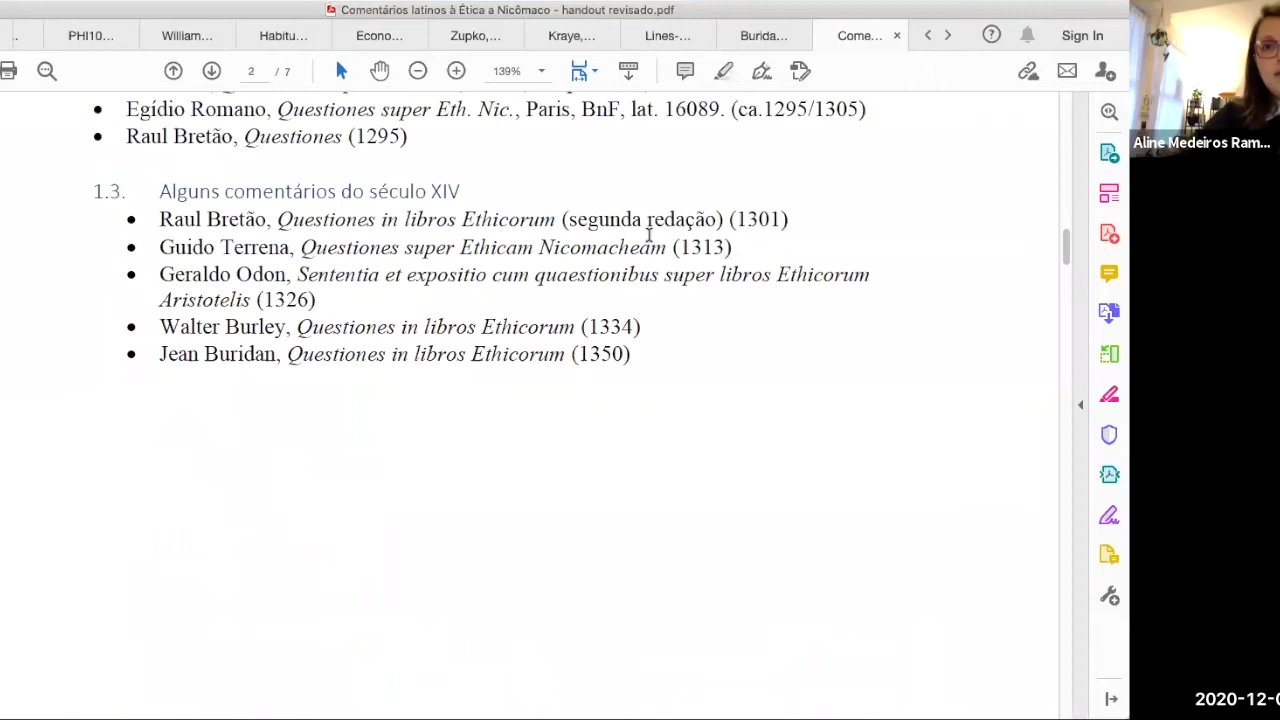 Comentários latinos à Ética a Nicômaco - handout revisado.pdf
PHI10... William... Habitu... Econo... Zupko,... Kraye,... Lines-... Burida... Come... × Sign In
2 / 7 139%
• Egídio Romano, Questiones super Eth. Nic., Paris, BnF, lat. 16089. (ca.1295/1305)
• Raul Bretão, Questiones (1295)
1.3. Alguns comentários do século XIV
• Raul Bretão, Questiones in libros Ethicorum (segunda redação) (1301)
• Guido Terrena, Questiones super Ethicam Nicomacheam (1313)
• Geraldo Odon, Sententia et expositio cum quaestionibus super libros Ethicorum
Aristotelis (1326)
• Walter Burley, Questiones in libros Ethicorum (1334)
• Jean Buridan, Questiones in libros Ethicorum (1350)
Aline Medeiros Ram...
2020-12-0